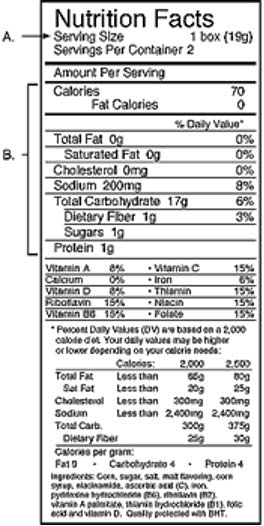 Nutrition Facts
A. Serving Size 1 box (19g)
Servings Per Container 2
Amount Per Serving
Calories 70
Fat Calories 0
% Daily Value*
B.
Total Fat 0g 0%
Saturated Fat 0g 0%
Cholesterol 0mg 0%
Sodium 200mg 8%
Total Carbohydrate 17g 6%
Dietary Fiber 1g 3%
Sugars 1g
Protein 1g
Vitamin A 8% • Vitamin C 15%
Calcium 0% • Iron 6%
Vitamin D 8% • Thiamin 15%
Riboflavin 15% • Niacin 15%
Vitamin B6 15% • Folate 15%
* Percent Daily Values (DV) are based on a 2,000
calorie diet. Your daily values may be higher
or lower depending on your calorie needs:
Calories: 2,000 2,500
Total Fat Less than 65g 80g
Sat Fat Less than 20g 25g
Cholesterol Less than 300mg 300mg
Sodium Less than 2,400mg 2,400mg
Total Carb. 300g 375g
Dietary Fiber 25g 30g
Calories per gram:
Fat 9 • Carbohydrate 4 • Protein 4
Ingredients: Corn, sugar, salt, malt flavoring, corn
syrup, niacinamide, ascorbic acid (C), iron,
pyridoxine hydrochloride (B6), riboflavin (B2),
vitamin A palmitate, thiamin hydrochloride (B1), folic
acid and vitamin D. Quality protected with BHT.